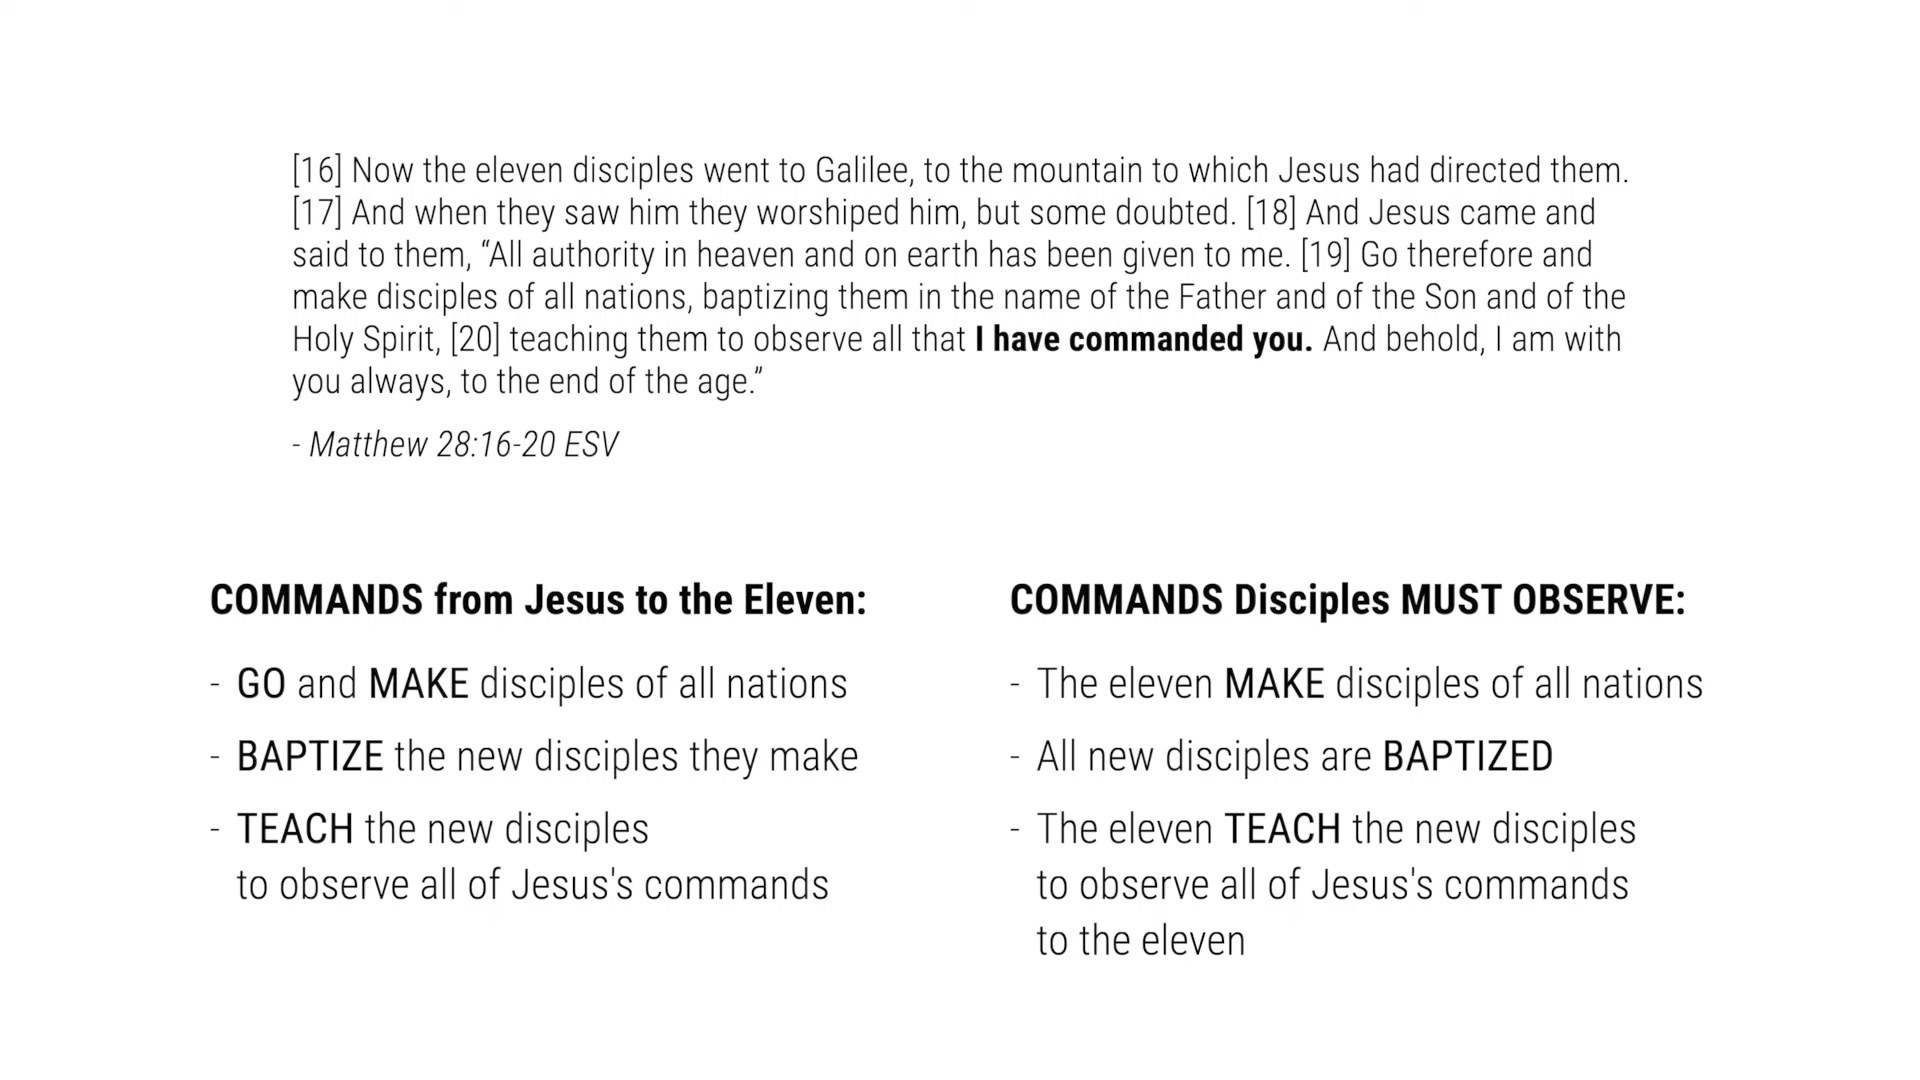 [16] Now the eleven disciples went to Galilee, to the mountain to which Jesus had directed them.
[17] And when they saw him they worshiped him, but some doubted. [18] And Jesus came and
said to them, “All authority in heaven and on earth has been given to me. [19] Go therefore and
make disciples of all nations, baptizing them in the name of the Father and of the Son and of the
Holy Spirit, [20] teaching them to observe all that I have commanded you. And behold, I am with
you always, to the end of the age.”
- Matthew 28:16-20 ESV
COMMANDS from Jesus to the Eleven:
- GO and MAKE disciples of all nations
- BAPTIZE the new disciples they make
- TEACH the new disciples
to observe all of Jesus's commands
COMMANDS Disciples MUST OBSERVE:
- The eleven MAKE disciples of all nations
- All new disciples are BAPTIZED
- The eleven TEACH the new disciples
to observe all of Jesus's commands
to the eleven